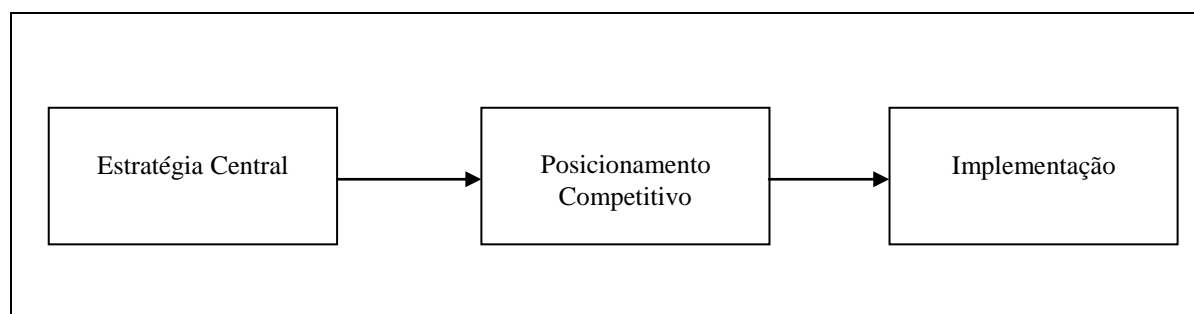 Estratégia Central
Posicionamento
Competitivo
Implementação